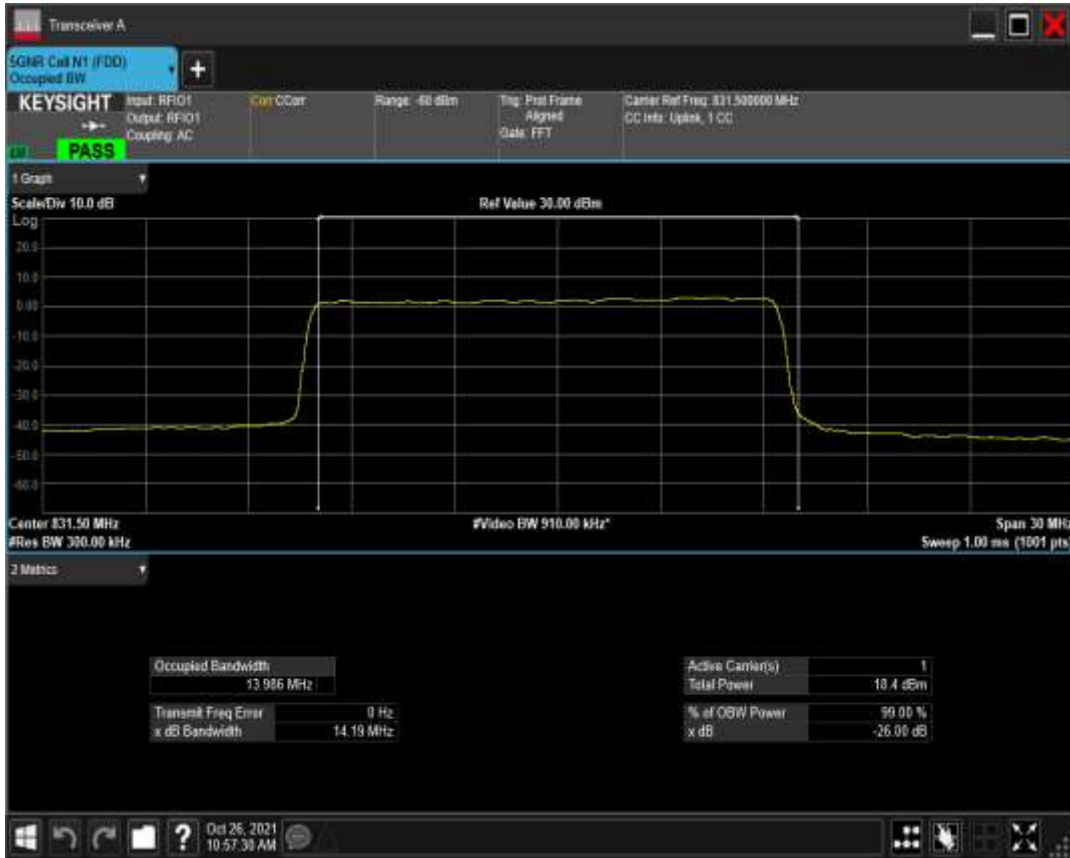 Transceiver A
5GNR Cell N1 (FDD)
Occupied BW
+
KEYSIGHT
PASS
Input: RFIO1
Output: RFIO1
Coupling: AC
Corr CCorr
Range: -60 dBm
Trig: Prot Frame
Aligned
Gate: FFT
Carrier Ref Freq: 831.500000 MHz
CC Info: Uplink, 1 CC
1 Graph
Scale/Div 10.0 dB
Ref Value 30.00 dBm
Log
20.0
10.0
0.00
-10.0
-20.0
-30.0
-40.0
-50.0
-60.0
Center 831.50 MHz
#Video BW 910.00 kHz*
Span 30 MHz
#Res BW 300.00 kHz
Sweep 1.00 ms (1001 pts)
2 Metrics
Occupied Bandwidth
13.986 MHz
Transmit Freq Error 0 Hz
x dB Bandwidth 14.19 MHz
Active Carrier(s) 1
Total Power 18.4 dBm
% of OBW Power 99.00 %
x dB -26.00 dB
?
Oct 26, 2021
10:57:30 AM